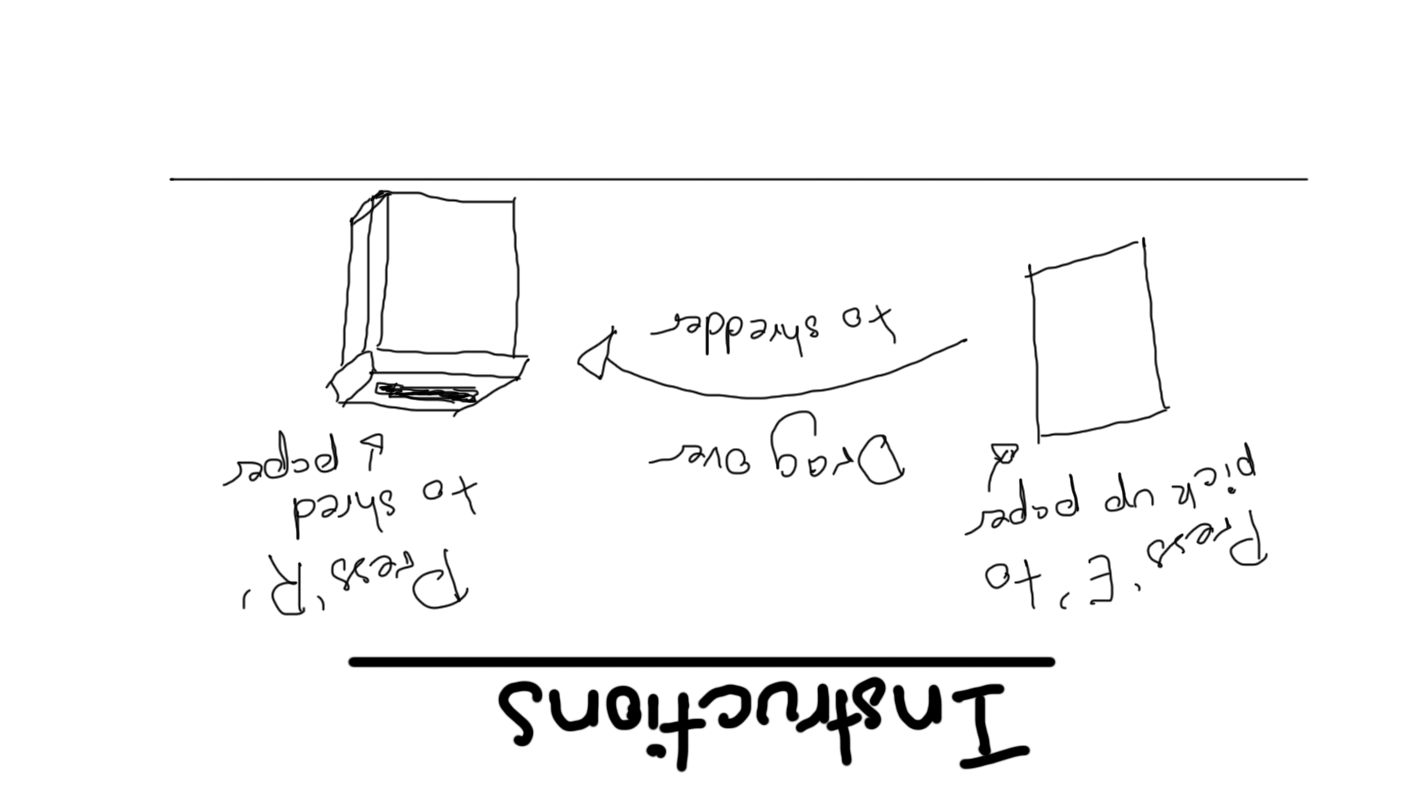 Instructions
Press 'E' to
pick up paper
Drag over
to shredder
Press 'R'
to shred
paper